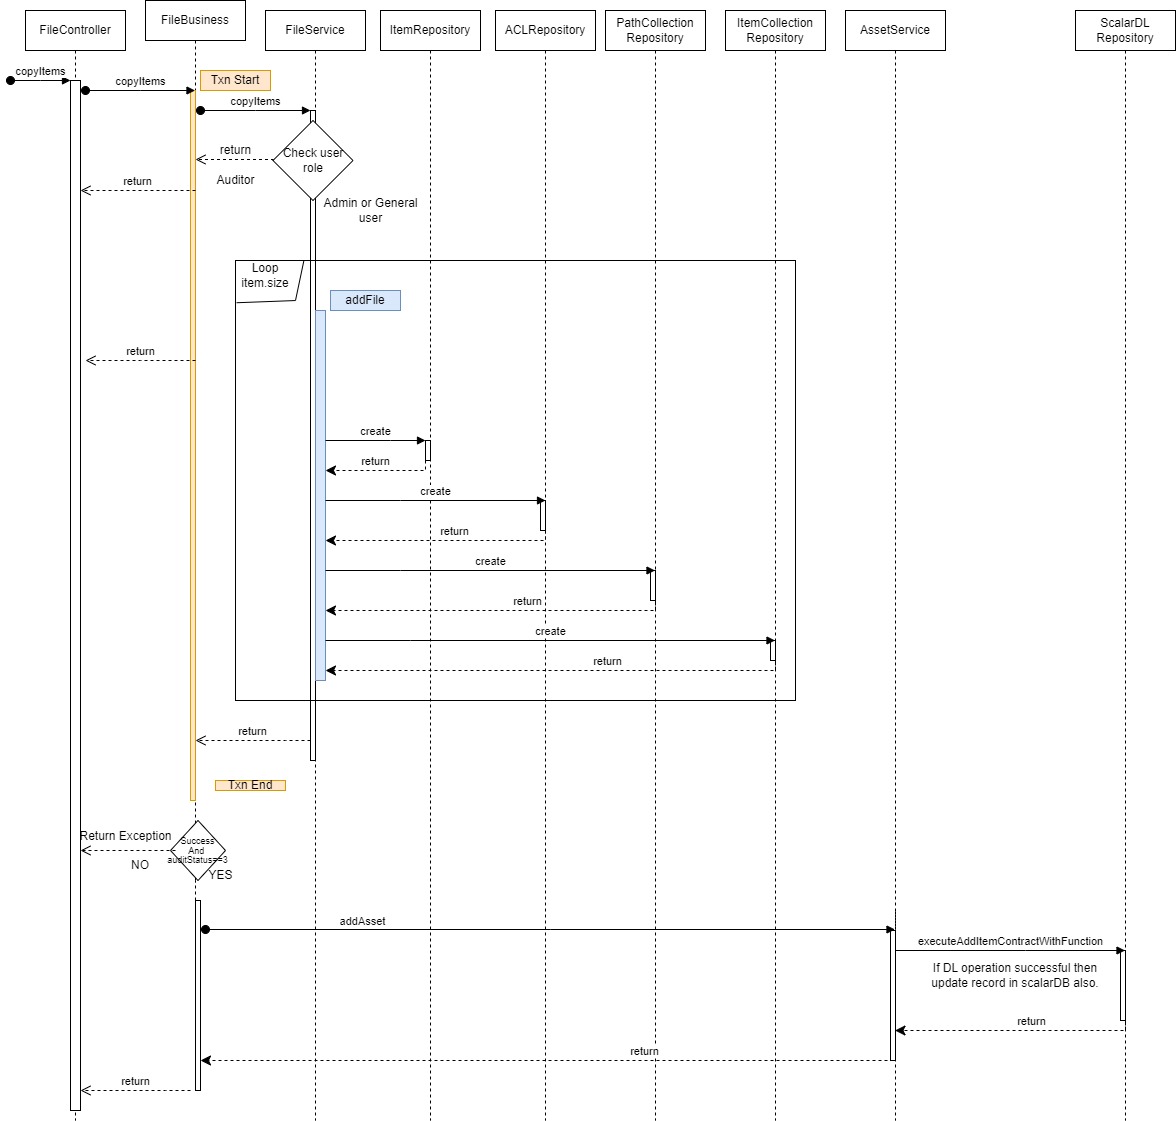 FileController
FileBusiness
FileService
ItemRepository
ACLRepository
PathCollection
Repository
ItemCollection
Repository
AssetService
ScalarDL
Repository
copyItems
copyItems
Txn Start
copyItems
Check user
role
return
return
Auditor
Admin or General
user
Loop
item.size
addFile
return
create
return
create
return
create
return
create
return
return
Txn End
Return Exception
NO
Success
And
auditStatus==3
YES
addAsset
executeAddItemContractWithFunction
If DL operation successful then
update record in scalarDB also.
return
return
return